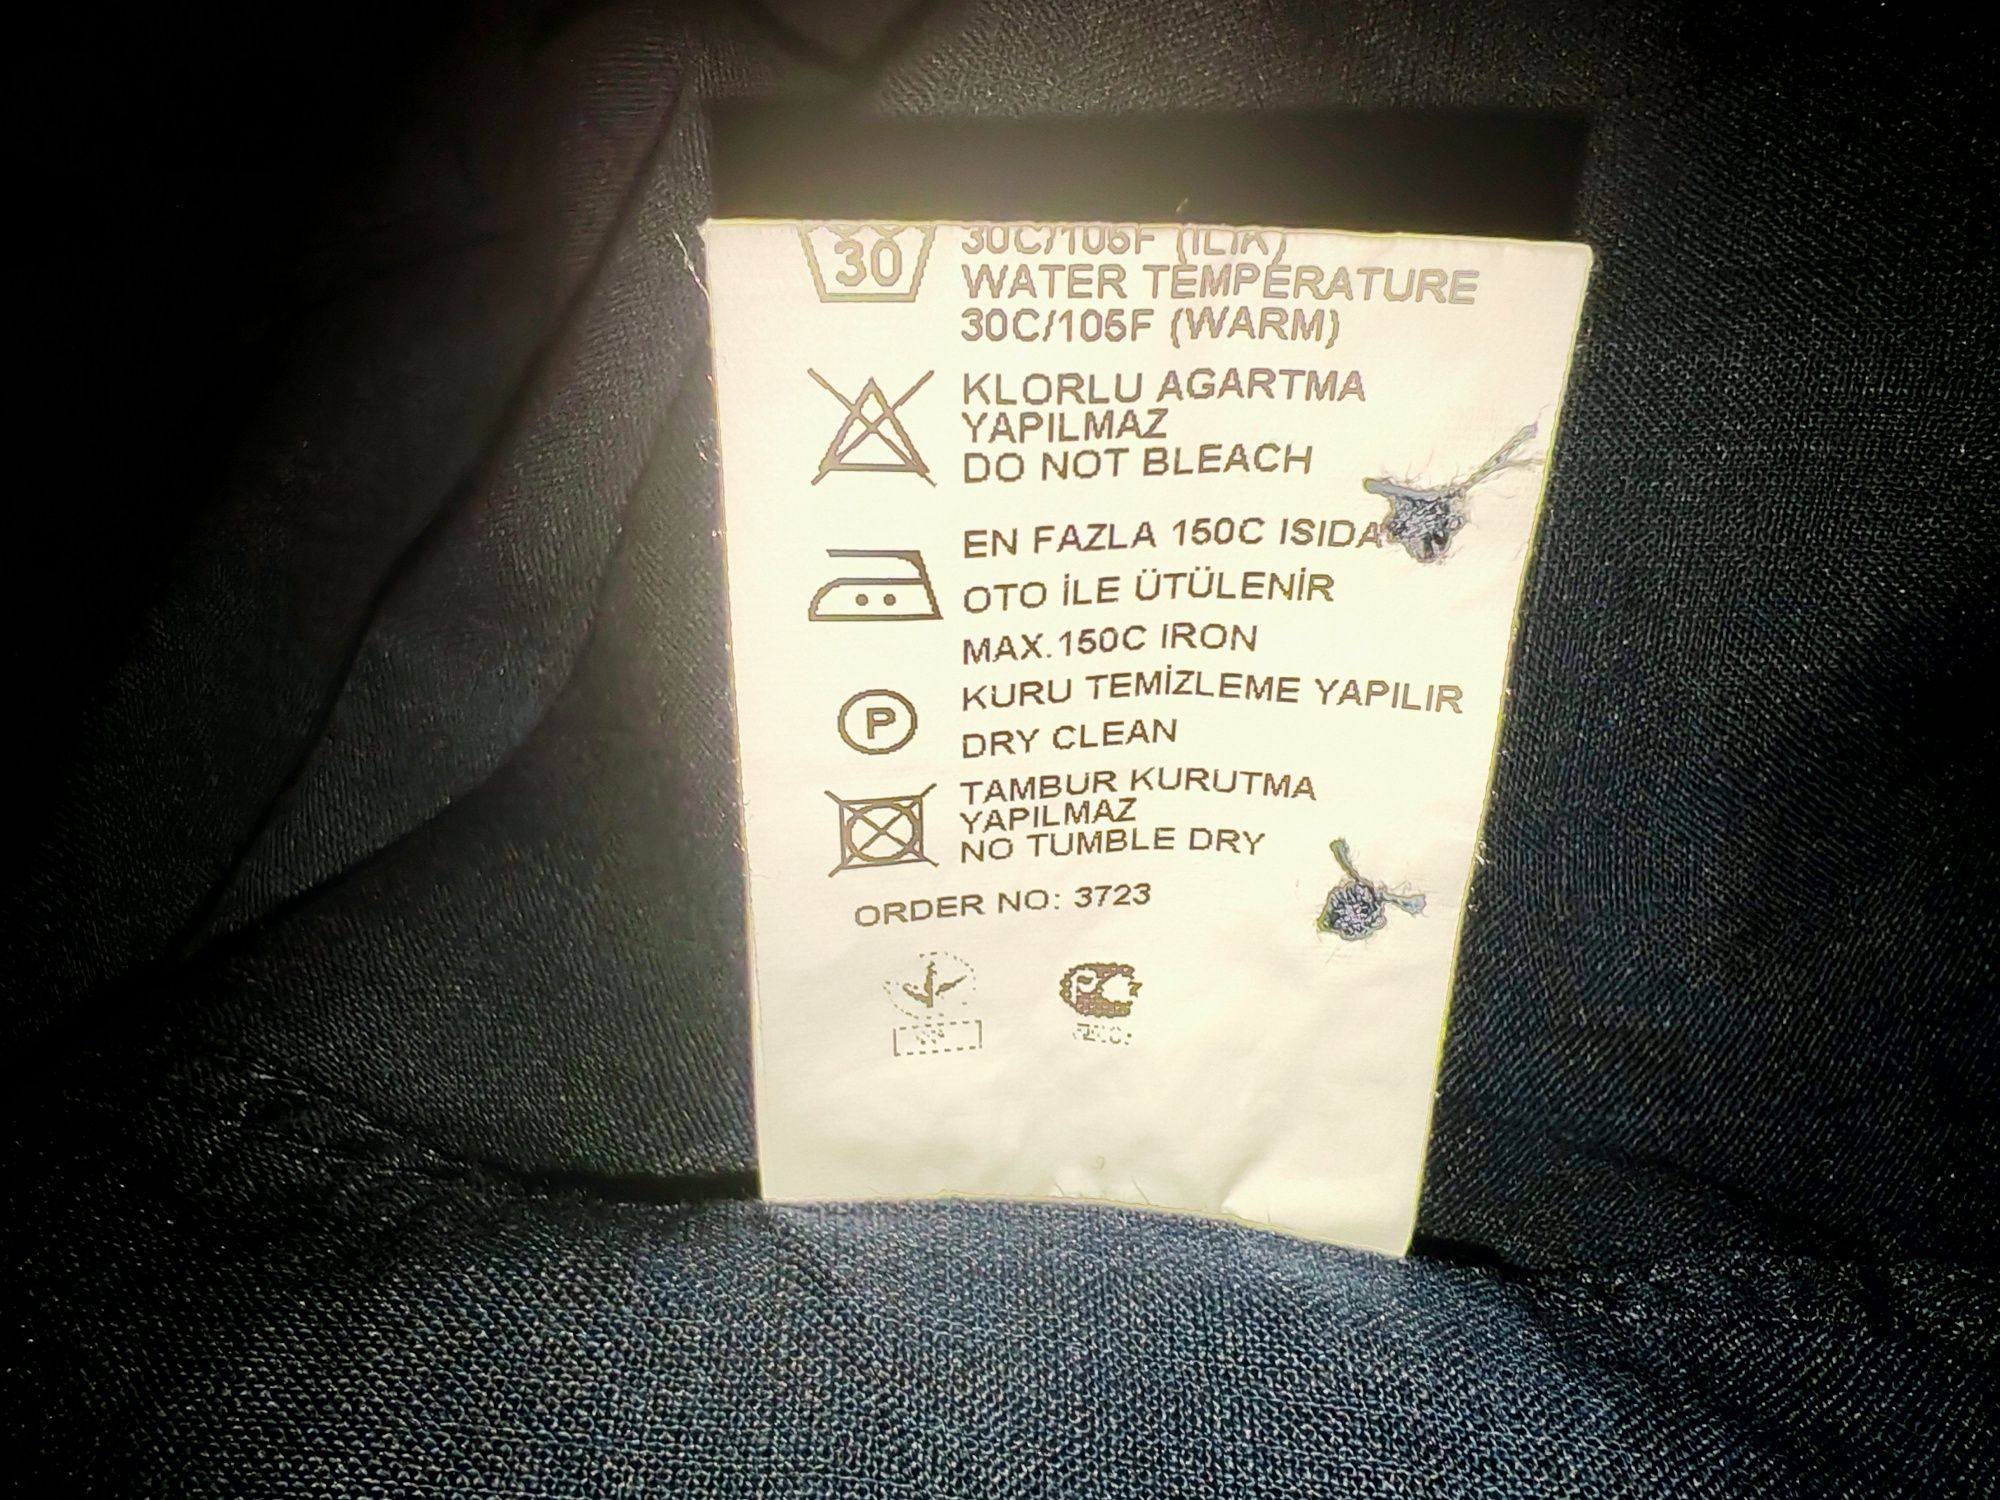 30
30C/105F (ILIK)
WATER TEMPERATURE
30C/105F (WARM)
KLORLU AGARTMA
YAPILMAZ
DO NOT BLEACH
EN FAZLA 150C ISIDA
OTO İLE ÜTÜLENİR
MAX.150C IRON
P
KURU TEMİZLEME YAPILIR
DRY CLEAN
TAMBUR KURUTMA
YAPILMAZ
NO TUMBLE DRY
ORDER NO: 3723